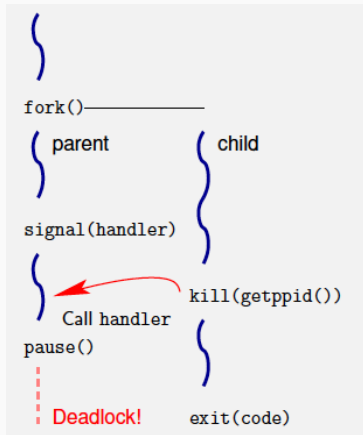 fork()
parent child
signal(handler)
kill(getppid())
Call handler
pause()
Deadlock! exit(code)